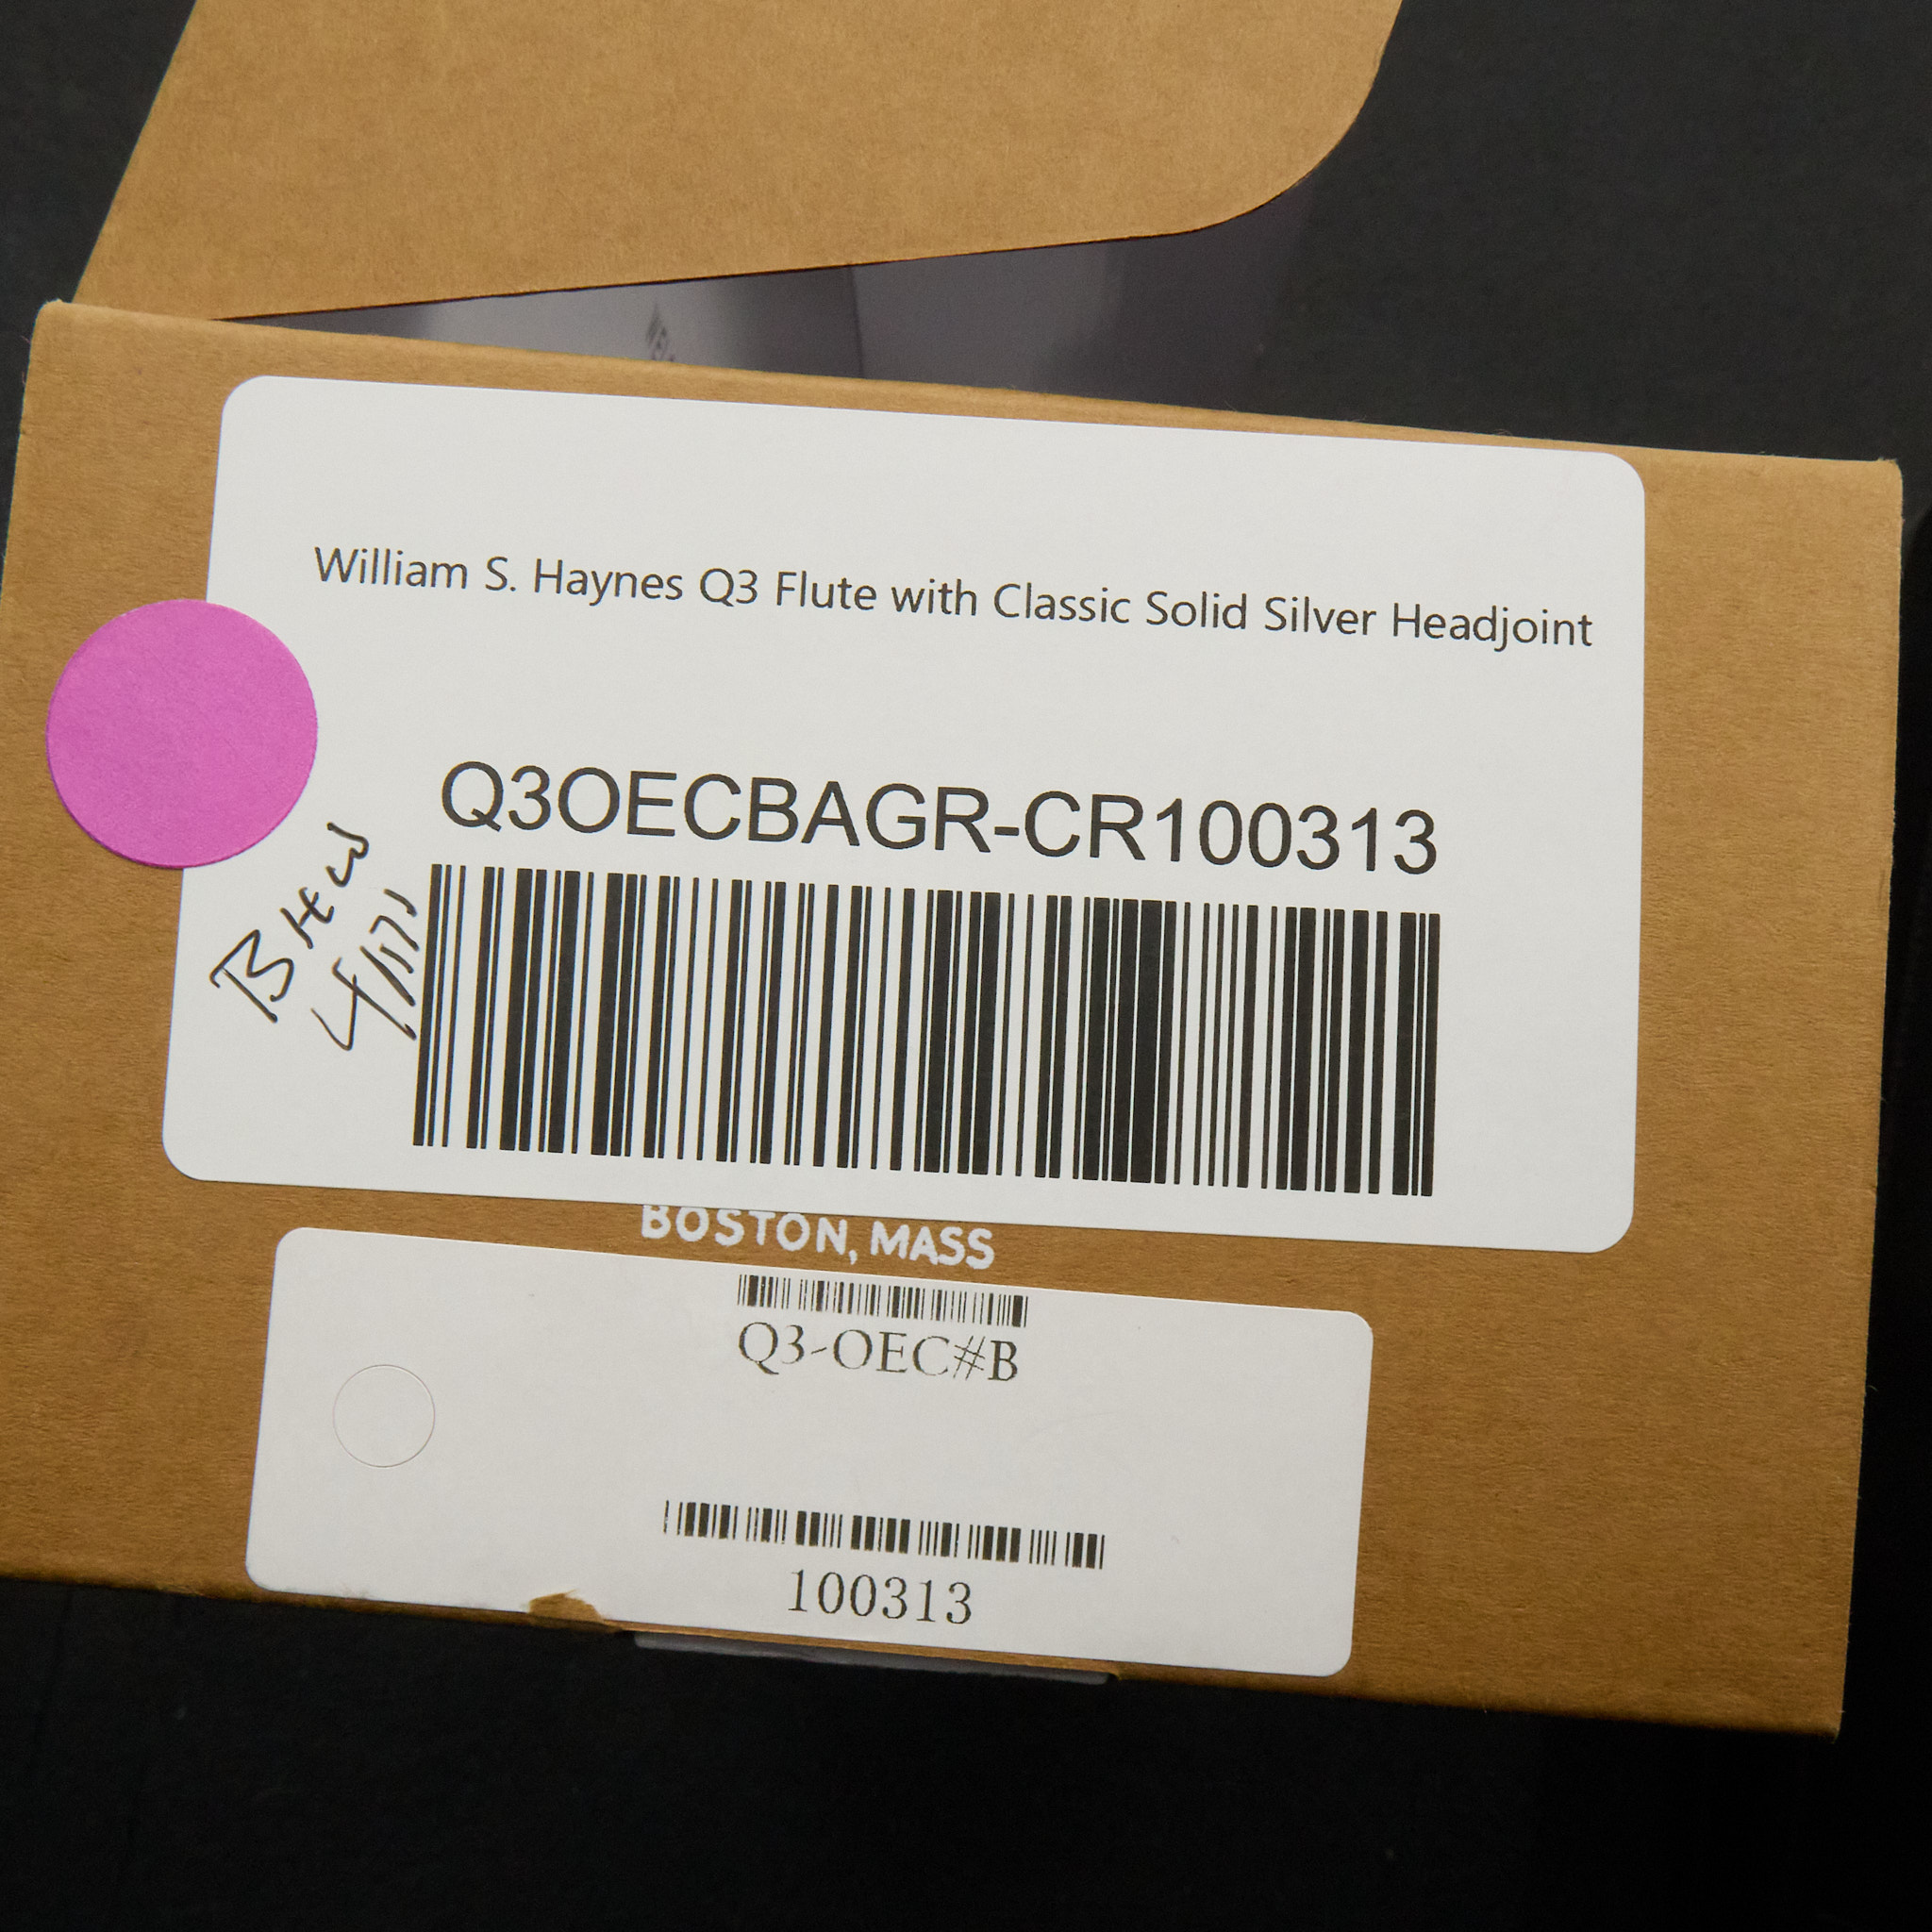 William S. Haynes Q3 Flute with Classic Solid Silver Headjoint
Q3OECBAGR-CR100313
BOSTON, MASS
Q3-OEC#B
100313